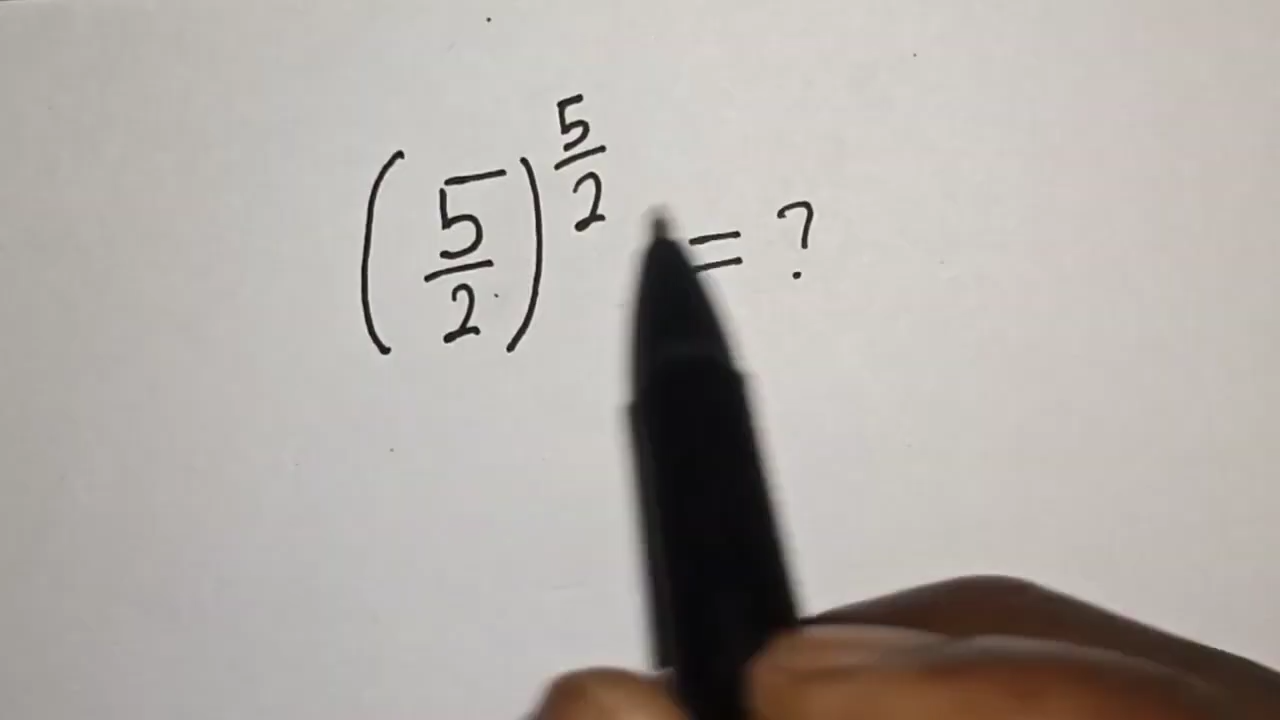 (5/2)^(5/2) = ?